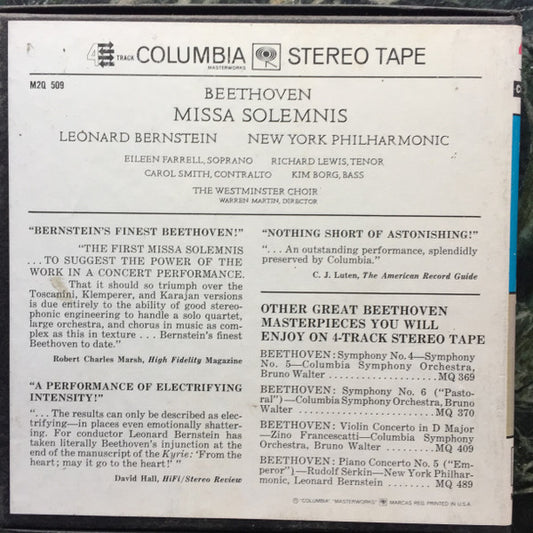 4 TRACK COLUMBIA MASTERWORKS STEREO TAPE
M2Q 509
BEETHOVEN
MISSA SOLEMNIS
LEONARD BERNSTEIN NEW YORK PHILHARMONIC
EILEEN FARRELL, SOPRANO RICHARD LEWIS, TENOR
CAROL SMITH, CONTRALTO KIM BORG, BASS
THE WESTMINSTER CHOIR
WARREN MARTIN, DIRECTOR
"BERNSTEIN'S FINEST BEETHOVEN!"
"THE FIRST MISSA SOLEMNIS
... TO SUGGEST THE POWER OF THE
WORK IN A CONCERT PERFORMANCE.
That it should so triumph over the
Toscanini, Klemperer, and Karajan versions
is due entirely to the ability of good stereo-
phonic engineering to handle a solo quartet,
large orchestra, and chorus in music as com-
plex as this in texture ... Bernstein's finest
Beethoven to date."
Robert Charles Marsh, High Fidelity Magazine
"A PERFORMANCE OF ELECTRIFYING
INTENSITY!"
"... The results can only be described as elec-
trifying—in places even emotionally shatter-
ing. For conductor Leonard Bernstein has
taken literally Beethoven's injunction at the
end of the manuscript of the Kyrie: 'From the
heart; may it go to the heart!' "
David Hall, HiFi/Stereo Review
"NOTHING SHORT OF ASTONISHING!"
"... An outstanding performance, splendidly
preserved by Columbia."
C. J. Luten, The American Record Guide
OTHER GREAT BEETHOVEN
MASTERPIECES YOU WILL
ENJOY ON 4-TRACK STEREO TAPE
BEETHOVEN: Symphony No. 4—Symphony
No. 5—Columbia Symphony Orchestra,
Bruno Walter ........................ MQ 369
BEETHOVEN: Symphony No. 6 ("Pasto-
ral")—Columbia Symphony Orchestra, Bruno
Walter ........................ MQ 370
BEETHOVEN: Violin Concerto in D Major
—Zino Francescatti—Columbia Symphony
Orchestra, Bruno Walter ............ MQ 409
BEETHOVEN: Piano Concerto No. 5 ("Em-
peror")—Rudolf Serkin—New York Philhar-
monic, Leonard Bernstein ............ MQ 489
® "COLUMBIA", "MASTERWORKS" MARCAS REG. PRINTED IN U.S.A.